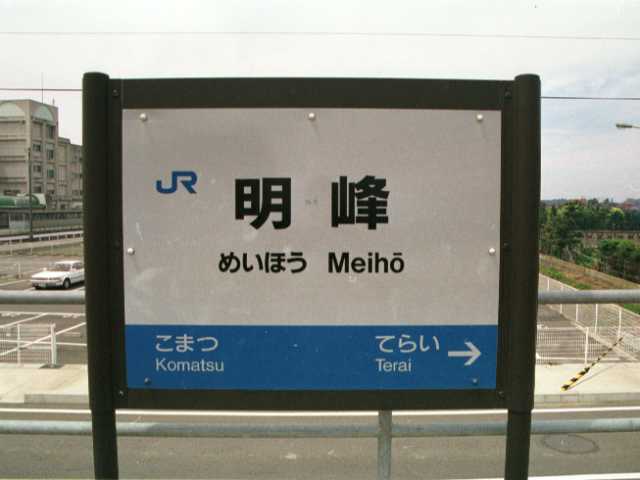 JR
明峰
めいほう Meihō
こまつ
Komatsu
てらい →
Terai